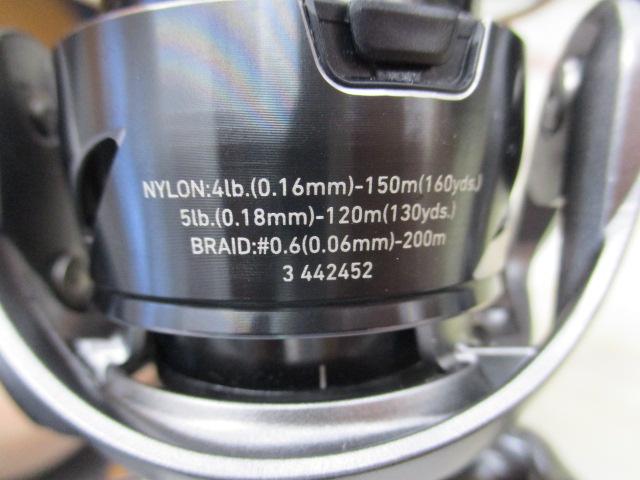 NYLON:4lb.(0.16mm)-150m(160yds.)
5lb.(0.18mm)-120m(130yds.)
BRAID:#0.6(0.06mm)-200m
3 442452